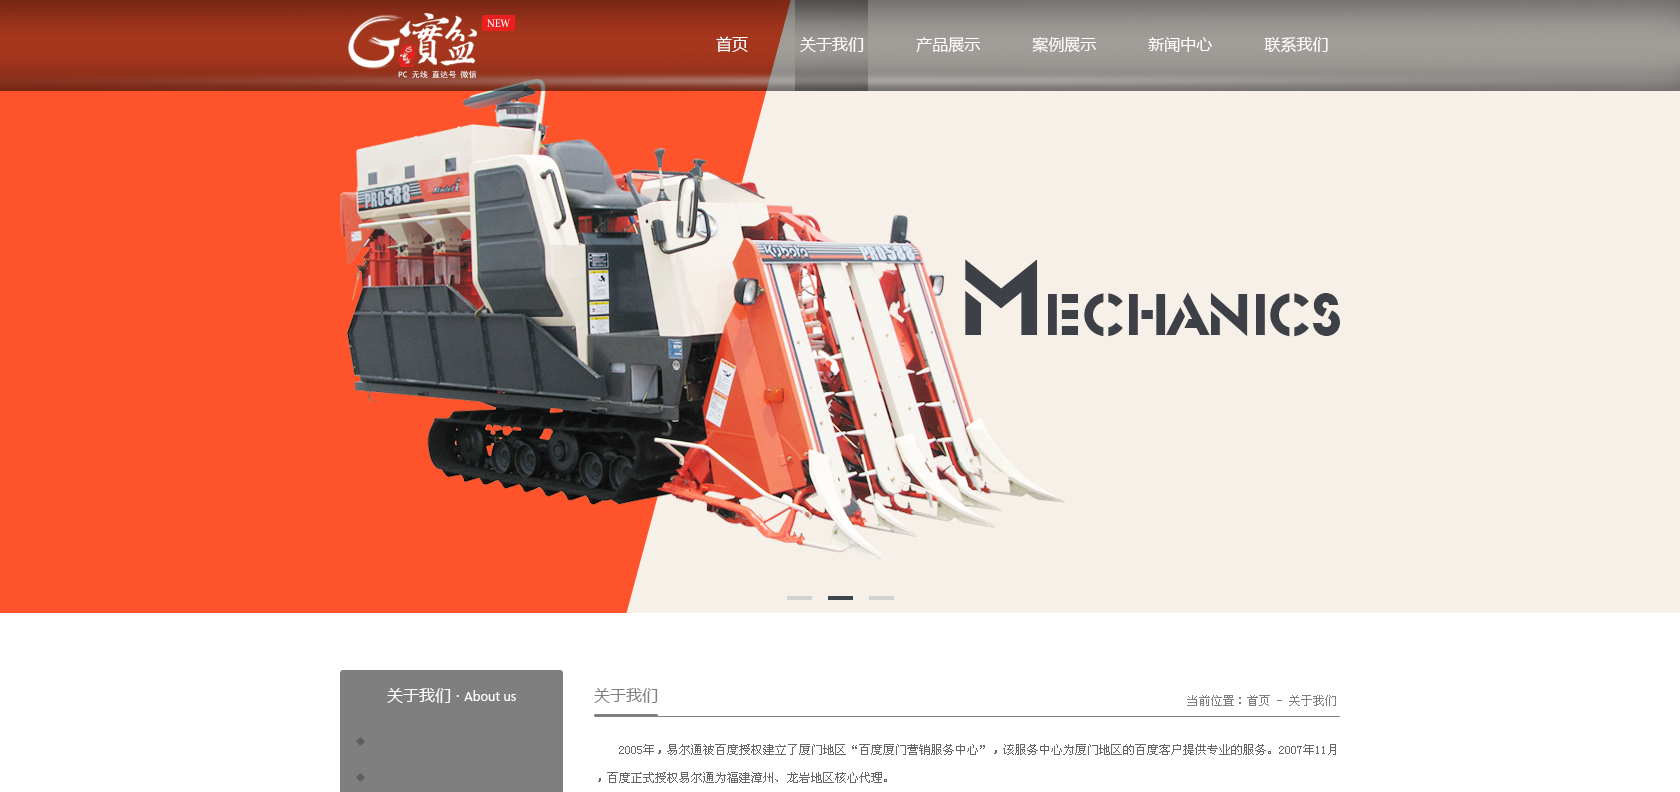 實盆
NEW
PC 无线 直达号 微信
首页 关于我们 产品展示 案例展示 新闻中心 联系我们
PRO588
Kubota PRO588
MECHANICS
关于我们 · About us
关于我们
当前位置：首页 - 关于我们
2005年，易尔通被百度授权建立了厦门地区“百度厦门营销服务中心”，该服务中心为厦门地区的百度客户提供专业的服务。2007年11月
，百度正式授权易尔通为福建漳州、龙岩地区核心代理。